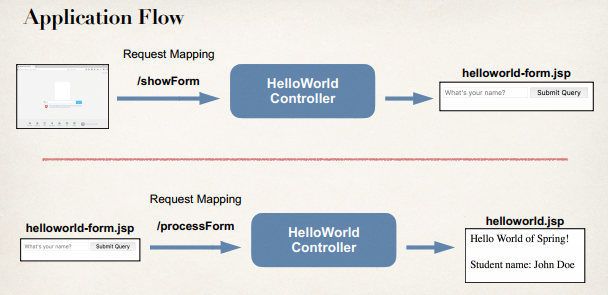 Application Flow
Request Mapping
/showForm
HelloWorld
Controller
helloworld-form.jsp
What's your name?
Submit Query
Request Mapping
/processForm
helloworld-form.jsp
What's your name?
Submit Query
HelloWorld
Controller
helloworld.jsp
Hello World of Spring!
Student name: John Doe